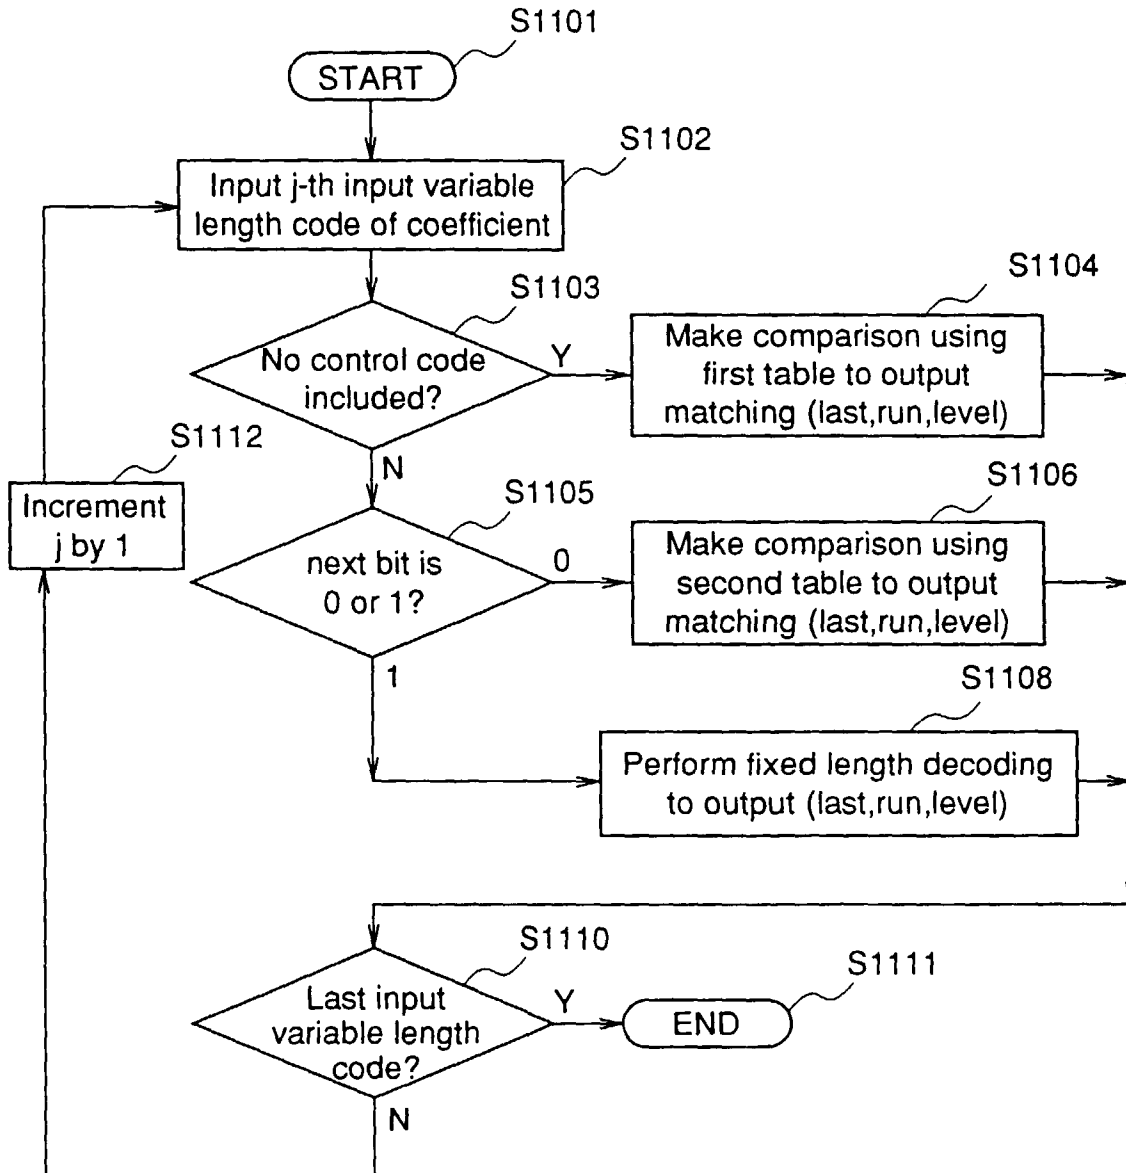 S1101
START
S1102
Input j-th input variable
length code of coefficient
S1103
No control code
included?
Y
N
S1104
Make comparison using
first table to output
matching (last,run,level)
S1112
Increment
j by 1
S1105
next bit is
0 or 1?
0
1
S1106
Make comparison using
second table to output
matching (last,run,level)
S1108
Perform fixed length decoding
to output (last,run,level)
S1110
Last input
variable length
code?
Y
N
S1111
END